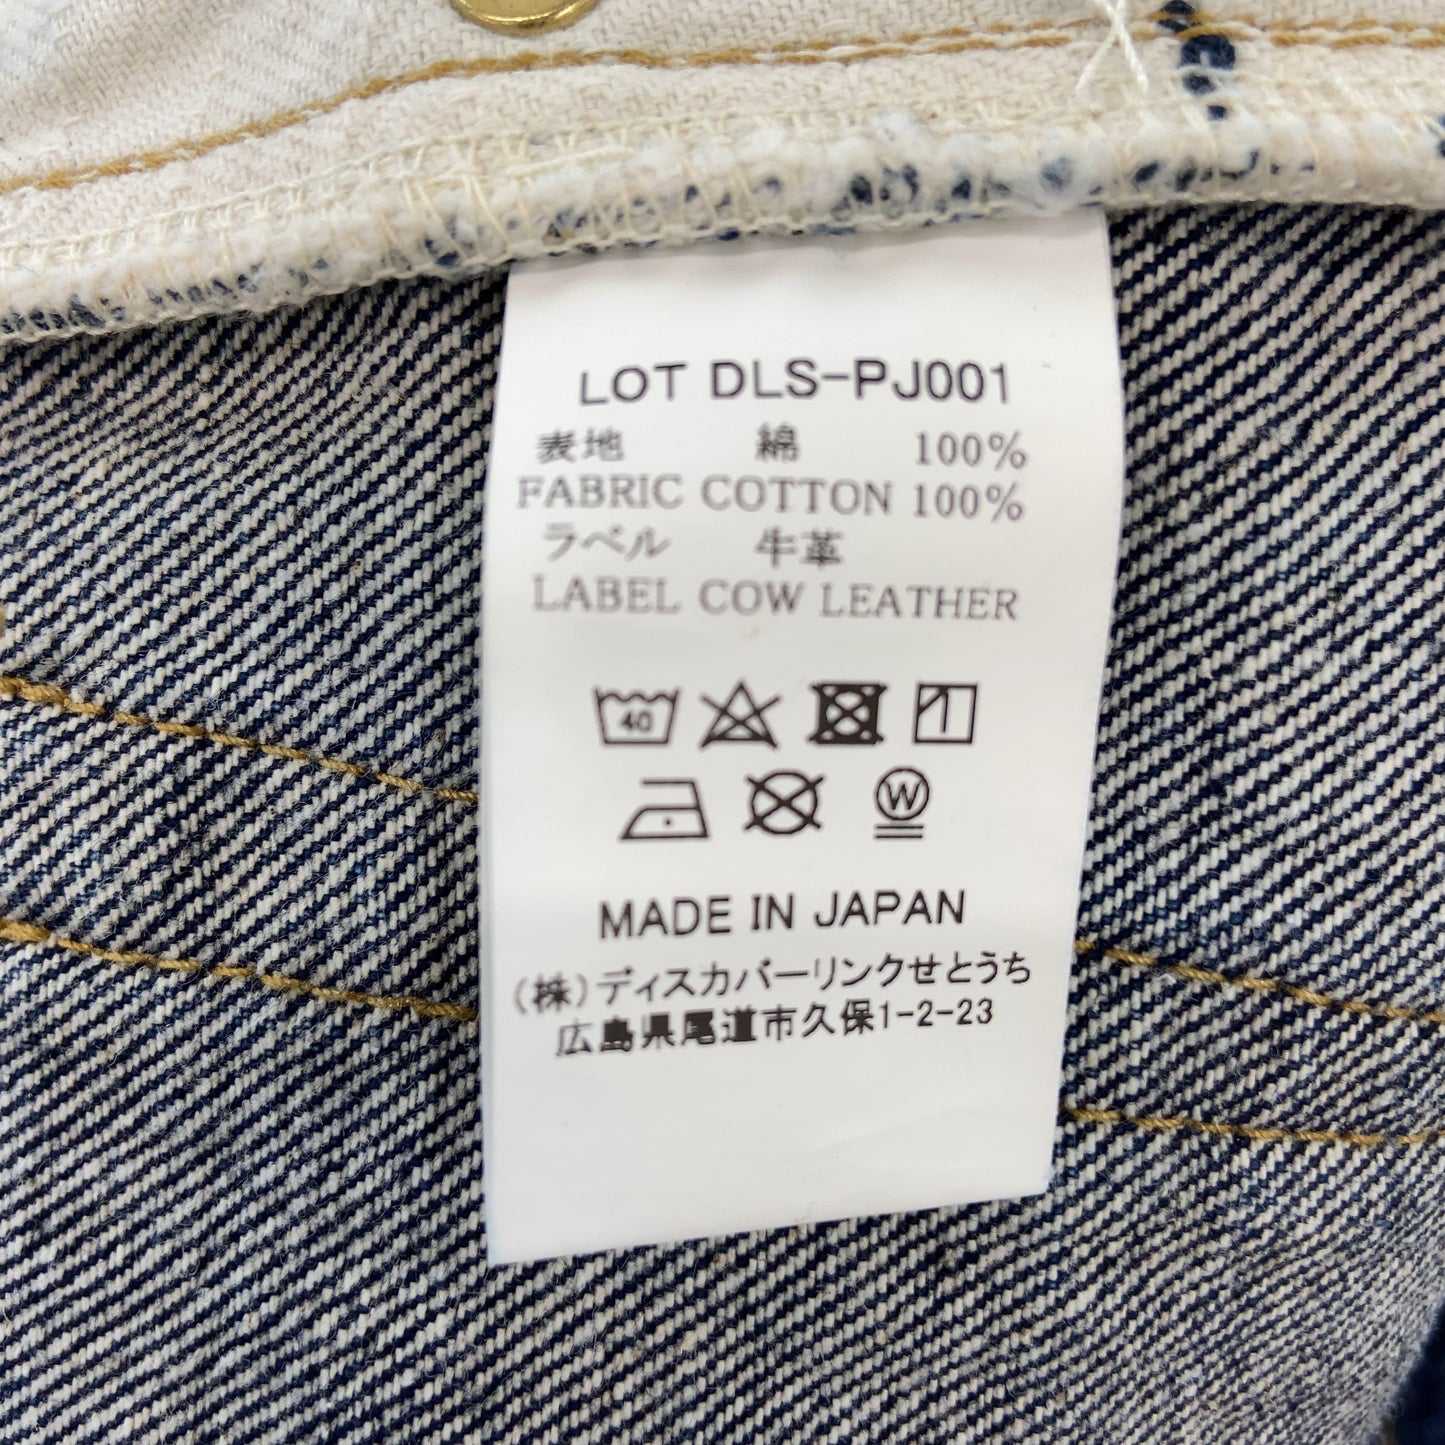 LOT DLS-PJ001
表地 綿 100%
FABRIC COTTON 100%
ラベル 牛革
LABEL COW LEATHER
40
W
MADE IN JAPAN
(株)ディスカバーリンクせとうち
広島県尾道市久保1-2-23